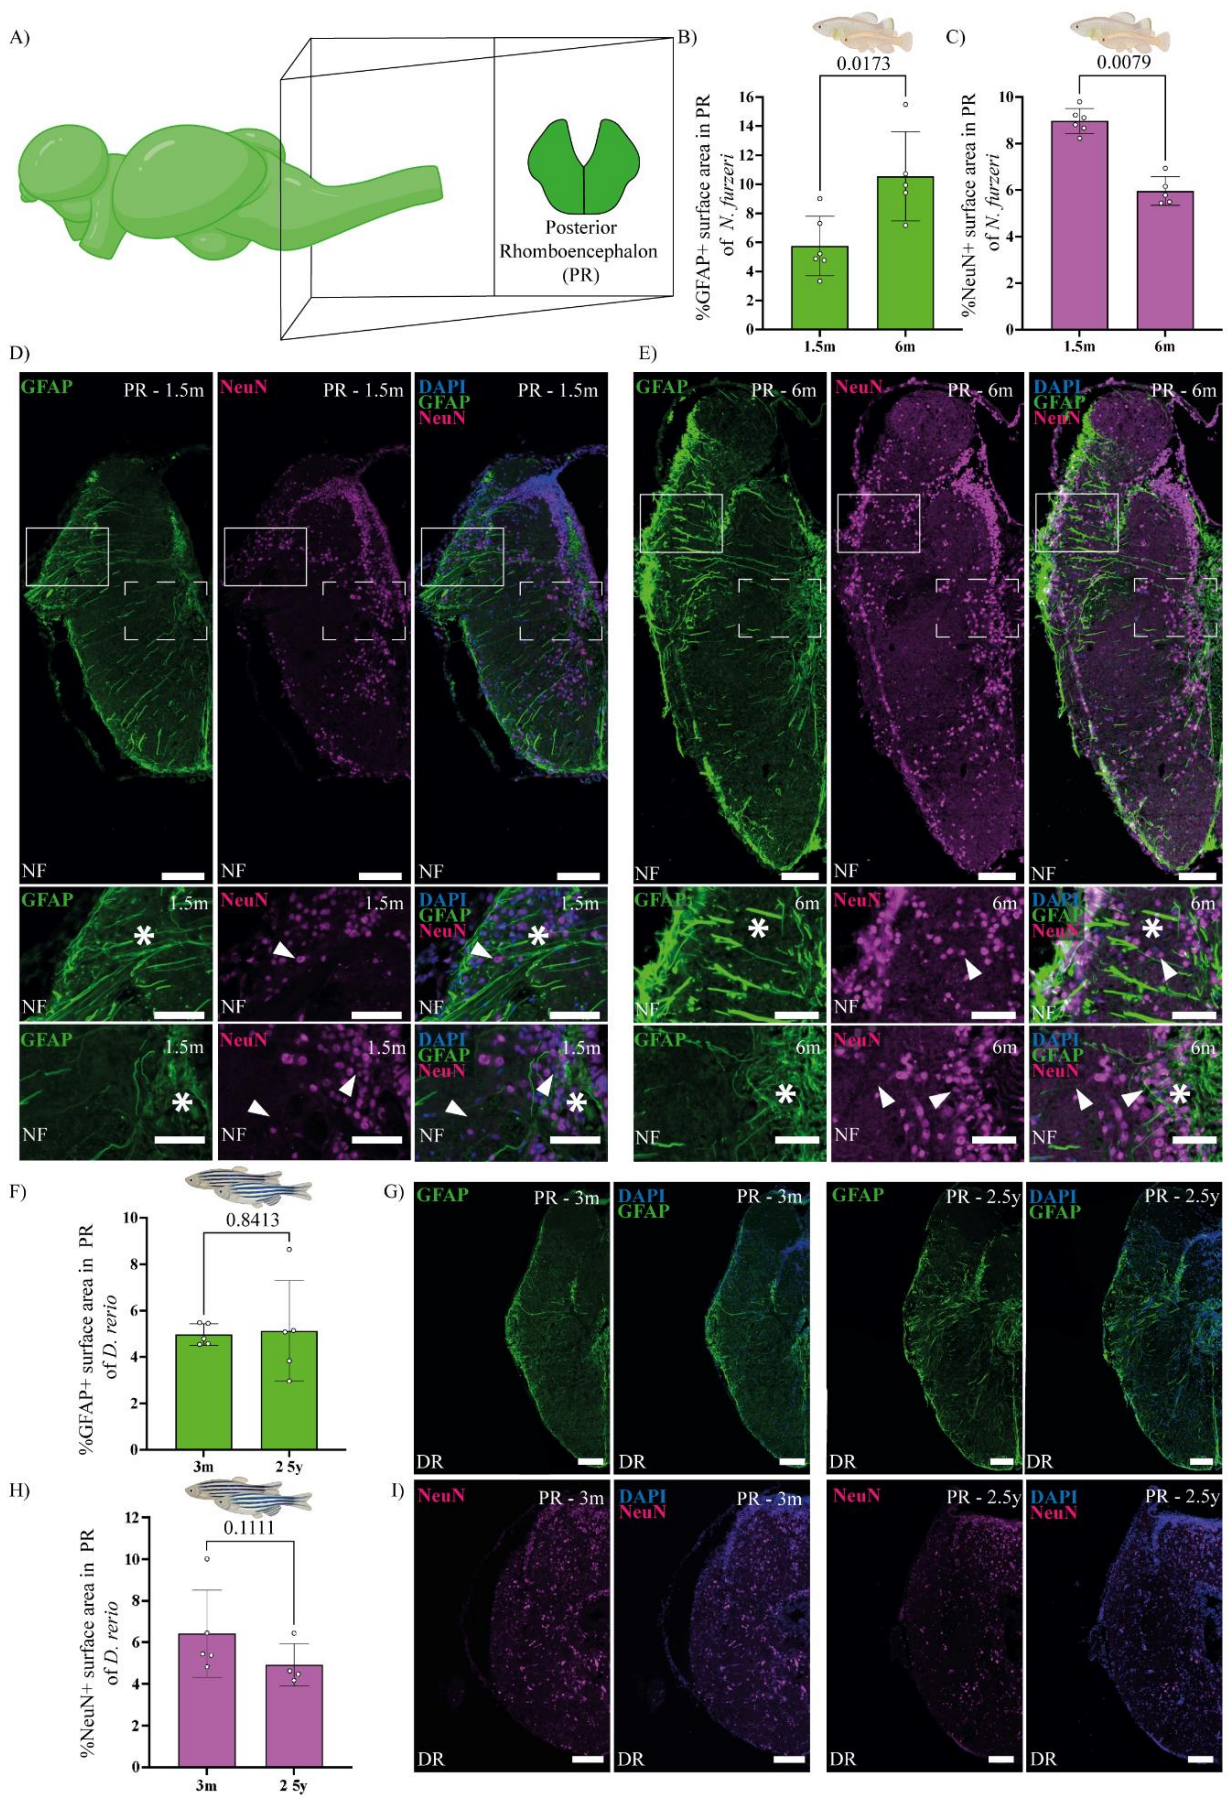 A)
Posterior
Rhomboencephalon
(PR)
B)
0.0173
%GFAP+ surface area in PR
of N. furzeri
16
14
12
10
8
6
4
2
0
1.5m
6m
C)
0.0079
%NeuN+ surface area in PR
of N. furzeri
10
8
6
4
2
0
1.5m
6m
D)
GFAP
PR - 1.5m
NF
NeuN
PR - 1.5m
NF
DAPI
GFAP
NeuN
PR - 1.5m
NF
GFAP
1.5m
NF
NeuN
1.5m
NF
DAPI
GFAP
NeuN
1.5m
NF
GFAP
1.5m
NF
NeuN
1.5m
NF
DAPI
GFAP
NeuN
1.5m
NF
E)
GFAP
PR - 6m
NF
NeuN
PR - 6m
NF
DAPI
GFAP
NeuN
PR - 6m
NF
GFAP
6m
NF
NeuN
6m
NF
DAPI
GFAP
NeuN
6m
NF
GFAP
6m
NF
NeuN
6m
NF
DAPI
GFAP
NeuN
6m
NF
F)
0.8413
%GFAP+ surface area in PR
of D. rerio
10
8
6
4
2
0
3m
2 5y
G)
GFAP
PR - 3m
DR
DAPI
GFAP
PR - 3m
DR
GFAP
PR - 2.5y
DR
DAPI
GFAP
PR - 2.5y
DR
H)
0.1111
%NeuN+ surface area in PR
of D. rerio
12
10
8
6
4
2
0
3m
2 5y
I)
NeuN
PR - 3m
DR
DAPI
NeuN
PR - 3m
DR
NeuN
PR - 2.5y
DR
DAPI
NeuN
PR - 2.5y
DR